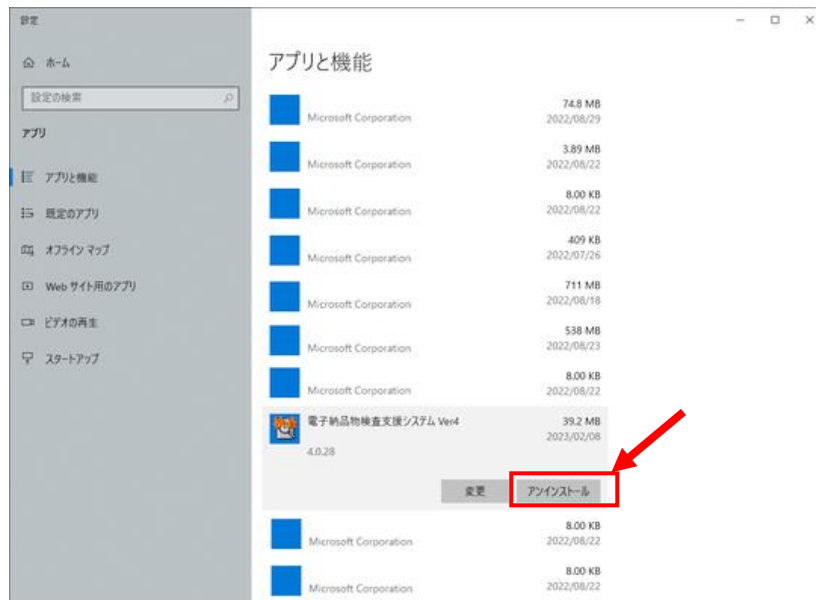 設定
ホーム
設定の検索
アプリ
アプリと機能
既定のアプリ
オフライン マップ
Web サイト用のアプリ
ビデオの再生
スタートアップ
アプリと機能
Microsoft Corporation 74.8 MB
2022/08/29
Microsoft Corporation 3.89 MB
2022/08/22
Microsoft Corporation 8.00 KB
2022/08/22
Microsoft Corporation 409 KB
2022/07/26
Microsoft Corporation 711 MB
2022/08/18
Microsoft Corporation 538 MB
2022/08/23
Microsoft Corporation 8.00 KB
2022/08/22
電子納品物検査支援システム Ver4 39.2 MB
2023/02/08
4.0.28
変更 アンインストール
Microsoft Corporation 8.00 KB
2022/08/22
Microsoft Corporation 8.00 KB
2022/08/22